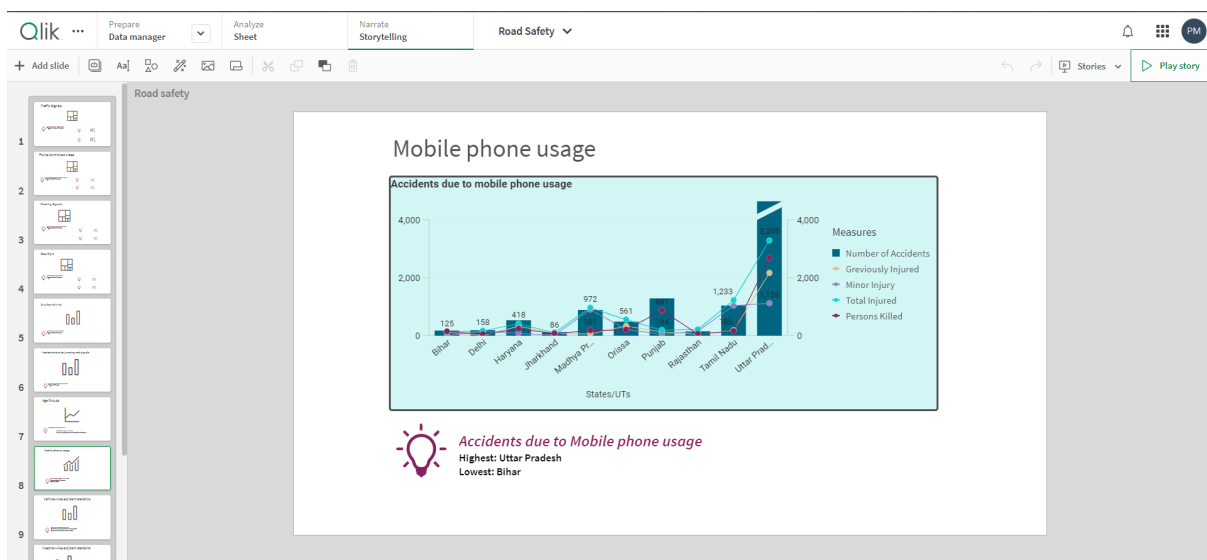 Qlik
Prepare
Data manager
Analyze
Sheet
Narrate
Storytelling
Road Safety
PM
Add slide
Aa
Stories
Play story
Road safety
1
2
3
4
5
6
7
8
9
Mobile phone usage
Accidents due to mobile phone usage
4,000
2,000
0
4,000
2,000
0
125
158
418
86
972
561
1,233
Bihar
Delhi
Haryana
Jharkhand
Madhya Pr...
Orissa
Punjab
Rajasthan
Tamil Nadu
Uttar Prad...
States/UTs
Measures
Number of Accidents
Greviously Injured
Minor Injury
Total Injured
Persons Killed
Accidents due to Mobile phone usage
Highest: Uttar Pradesh
Lowest: Bihar